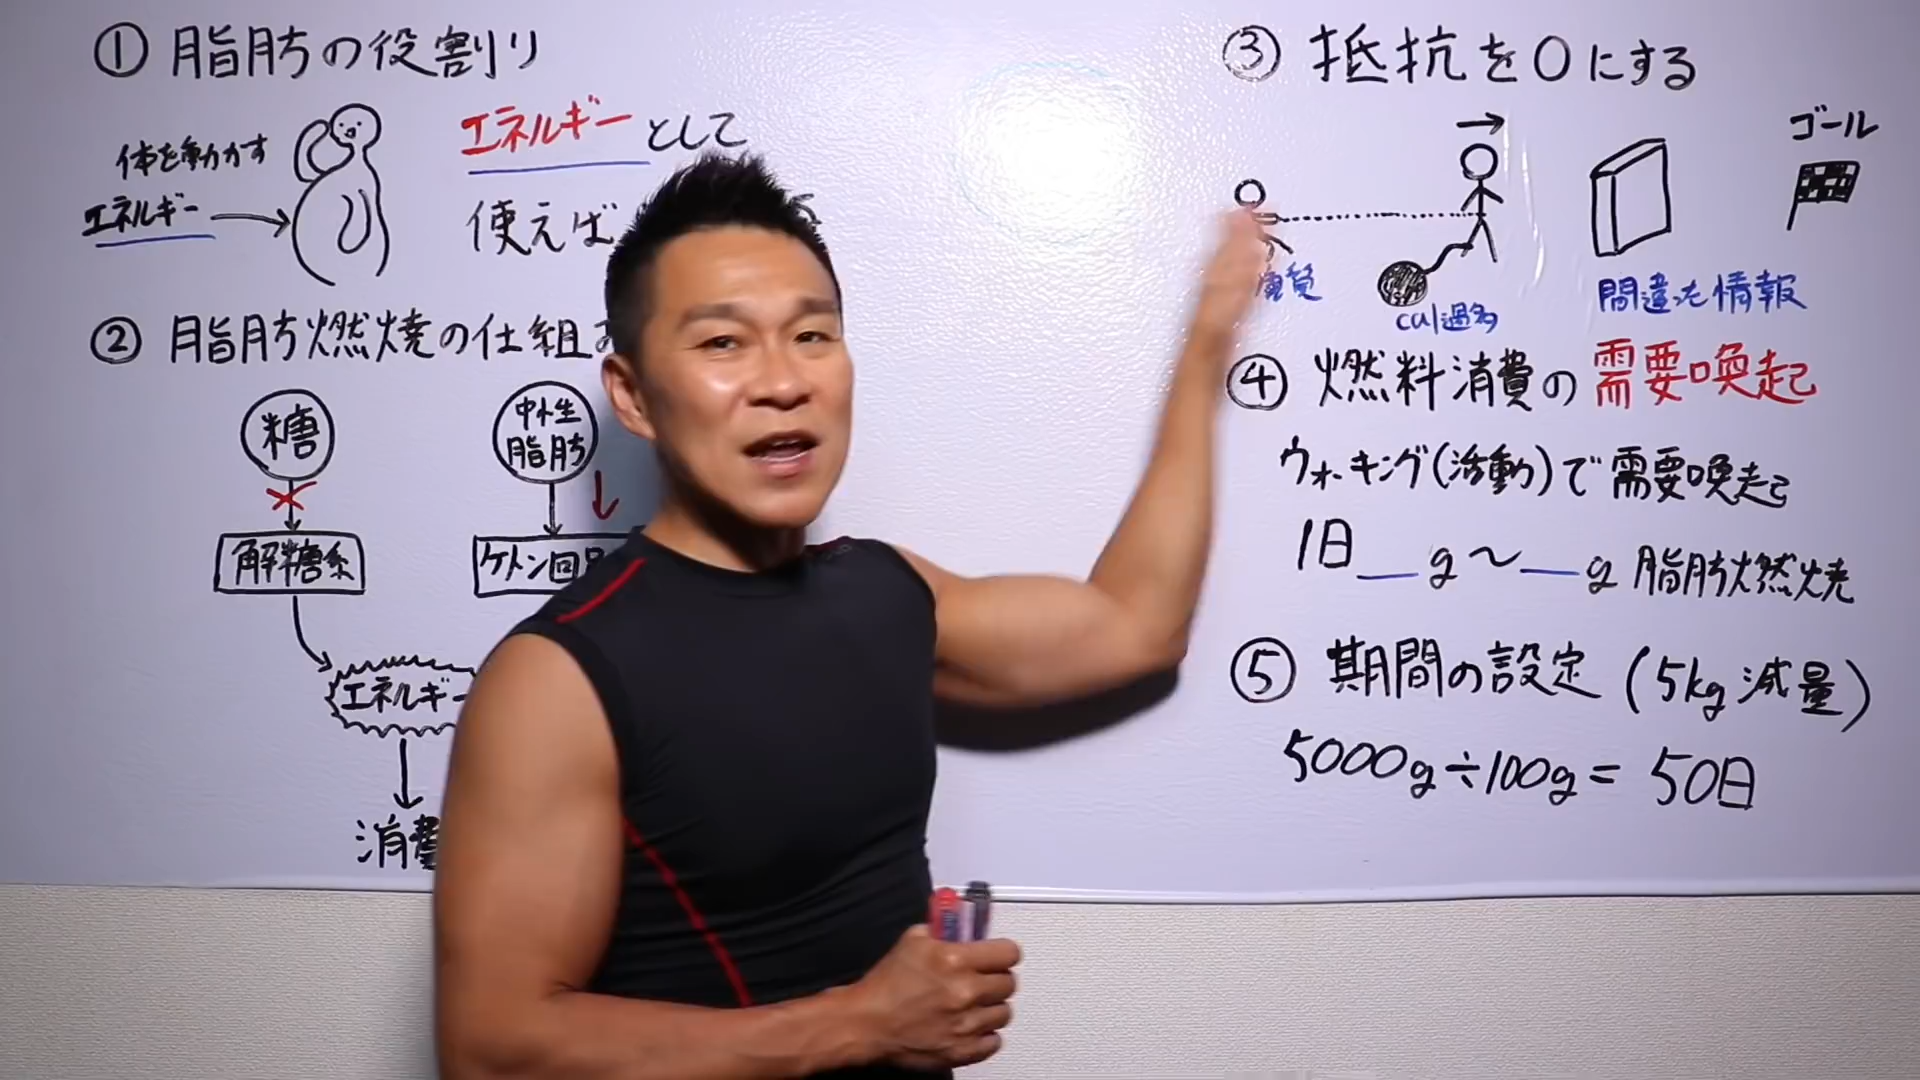 ① 脂肪の役割り
体を動かす
エネルギー
エネルギーとして
使えば
② 脂肪燃焼の仕組
糖
中性
脂肪
解糖系
ケトン回
エネルギー
消費
③ 抵抗を0にする
ゴール
cal過多
間違った情報
④ 燃料消費の需要喚起
ウォーキング(活動)で需要喚起
1日__g〜__g 脂肪燃焼
⑤ 期間の設定 (5kg減量)
5000g÷100g=50日